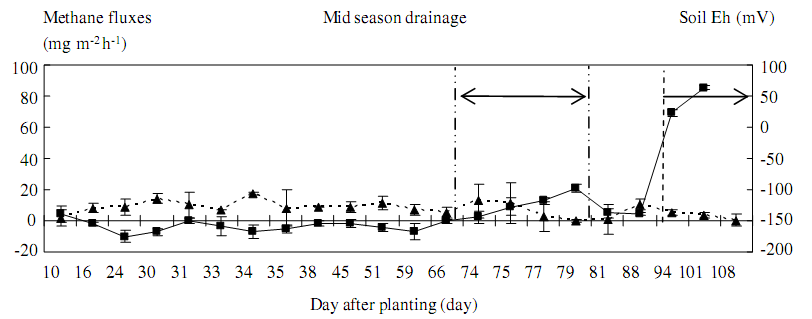 Methane fluxes Mid season drainage Soil Eh (mV)
(mg m-2 h-1)
100 100
80 50
60 0
40 -50
20 -100
0 -150
-20 -200
10 16 24 30 31 33 34 35 38 45 51 59 66 74 75 77 79 81 88 94 101 108
Day after planting (day)